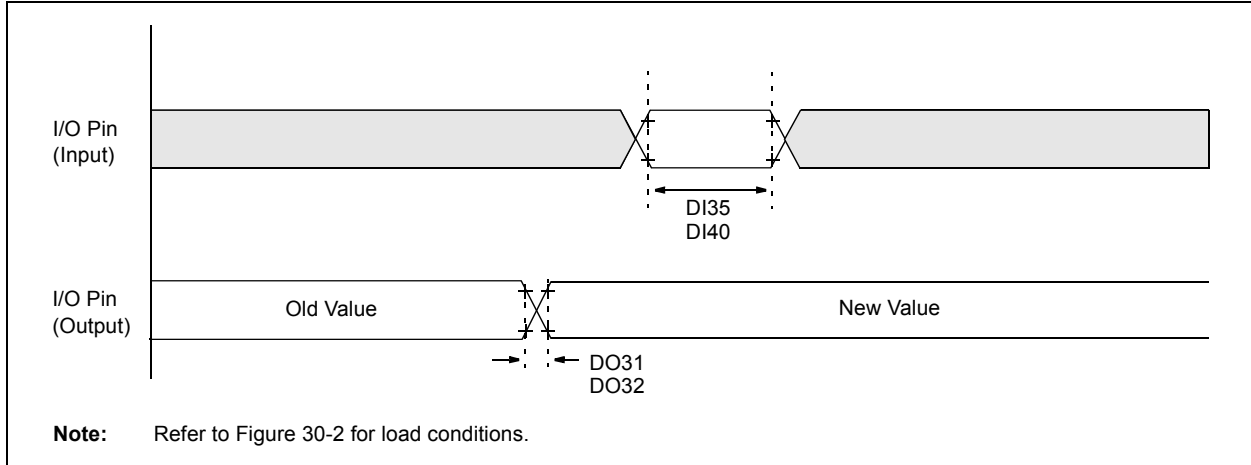 I/O Pin
(Input)
DI35
DI40
I/O Pin
(Output)
Old Value
New Value
DO31
DO32
Note: Refer to Figure 30-2 for load conditions.